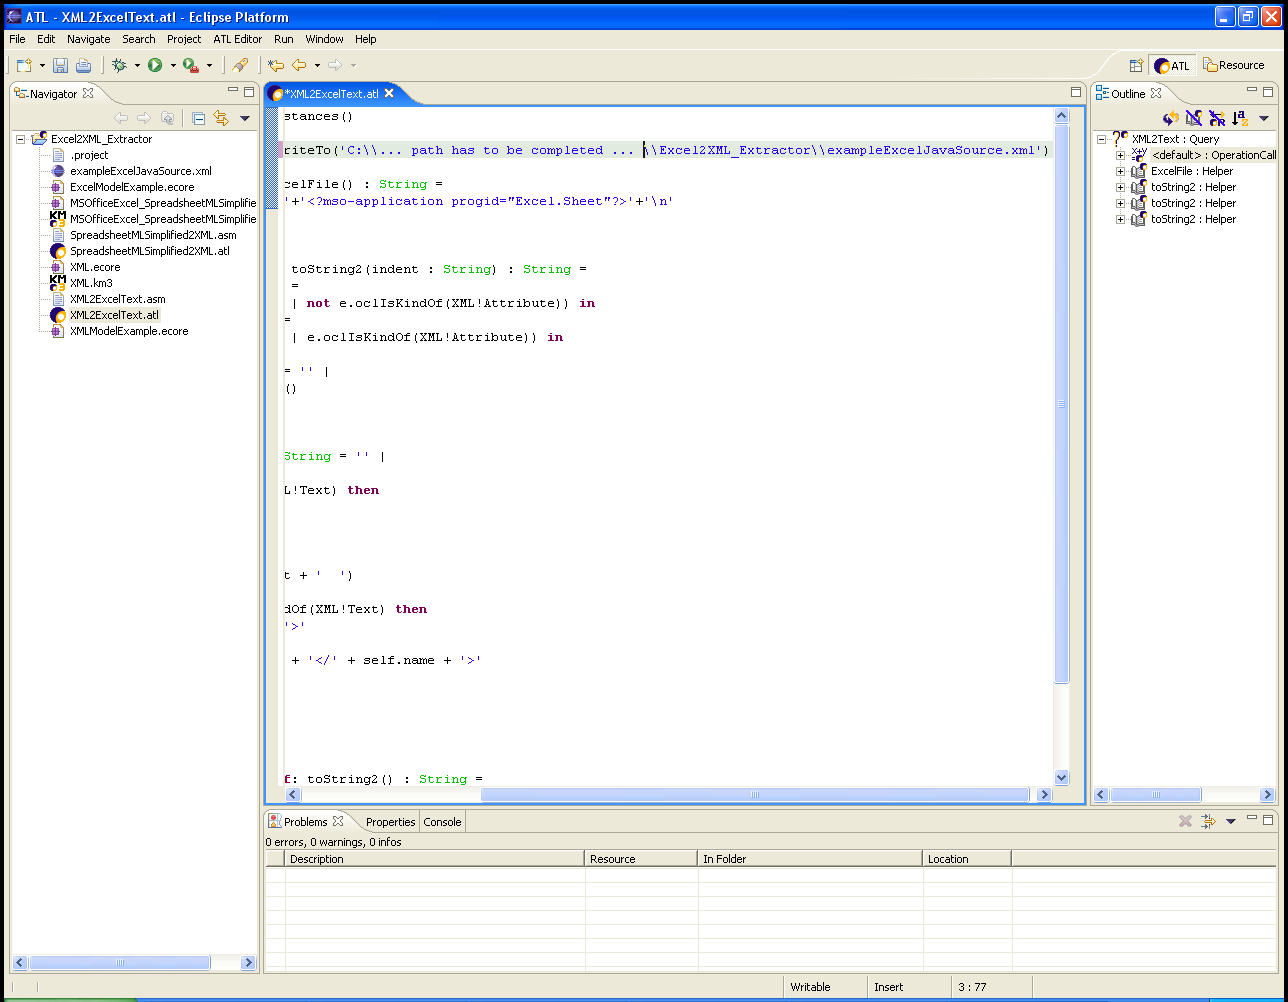 ATL - XML2ExcelText.atl - Eclipse Platform
File Edit Navigate Search Project ATL Editor Run Window Help
ATL Resource
Navigator
Excel2XML_Extractor
.project
exampleExcelJavaSource.xml
ExcelModelExample.ecore
MSOfficeExcel_SpreadsheetMLSimplifie
MSOfficeExcel_SpreadsheetMLSimplifie
SpreadsheetMLSimplified2XML.asm
SpreadsheetMLSimplified2XML.atl
XML.ecore
XML.km3
XML2ExcelText.asm
XML2ExcelText.atl
XMLModelExample.ecore
*XML2ExcelText.atl
stances()
riteTo('C:\\... path has to be completed ... \\Excel2XML_Extractor\\exampleExcelJavaSource.xml')
celFile() : String =
'+'<?mso-application progid="Excel.Sheet"?>'+'\n'
toString2(indent : String) : String =
=
| not e.oclIsKindOf(XML!Attribute)) in
=
| e.oclIsKindOf(XML!Attribute)) in
= '' |
()
String = '' |
L!Text) then
t + '  ')
dOf(XML!Text) then
'>'
+ '</' + self.name + '>'
f: toString2() : String =
Outline
XML2Text : Query
<default> : OperationCall
ExcelFile : Helper
toString2 : Helper
toString2 : Helper
toString2 : Helper
Problems Properties Console
0 errors, 0 warnings, 0 infos
Description Resource In Folder Location
Writable Insert 3 : 77